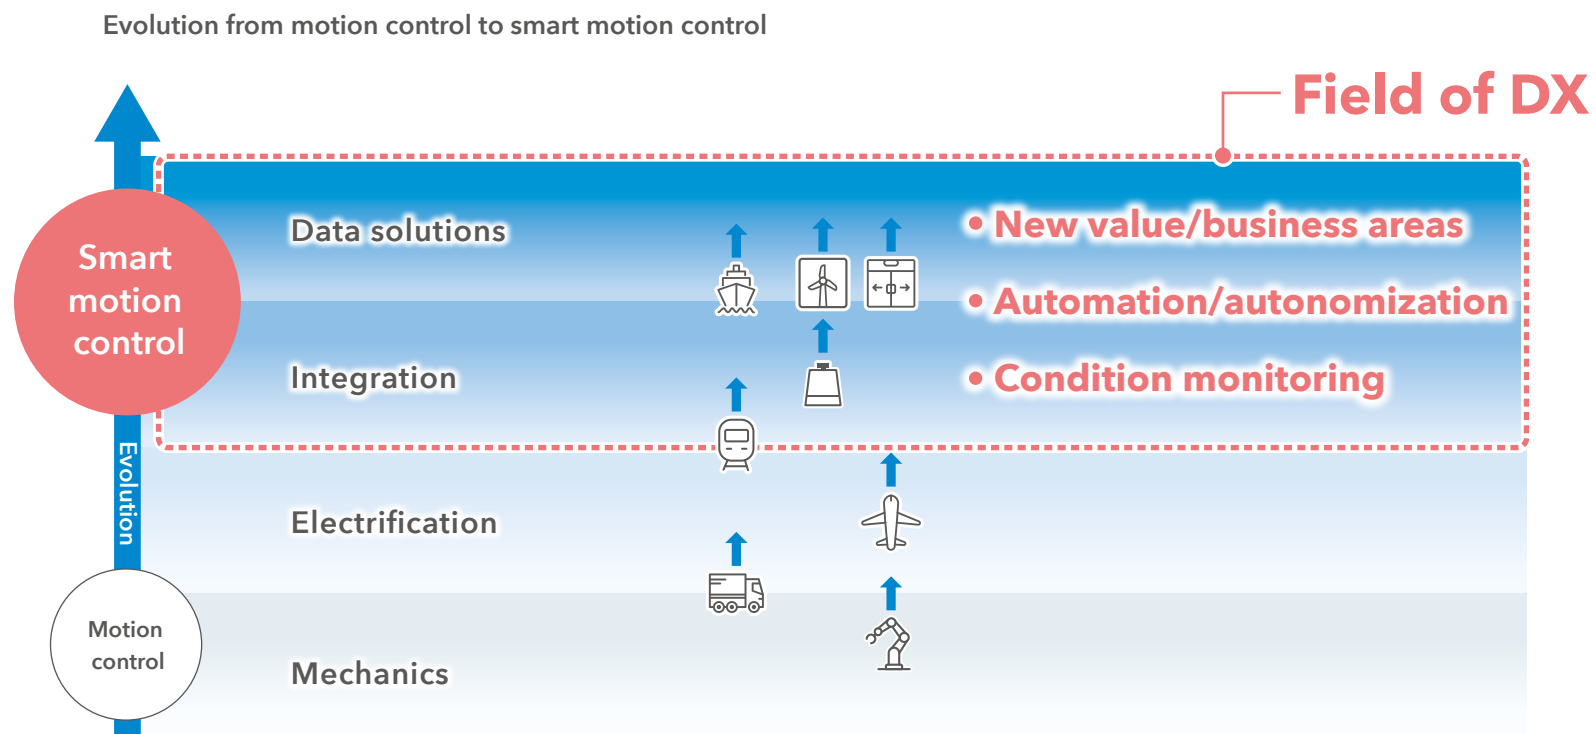 Evolution from motion control to smart motion control
Field of DX
Smart
motion
control
Data solutions
• New value/business areas
• Automation/autonomization
Integration
• Condition monitoring
Evolution
Electrification
Motion
control
Mechanics